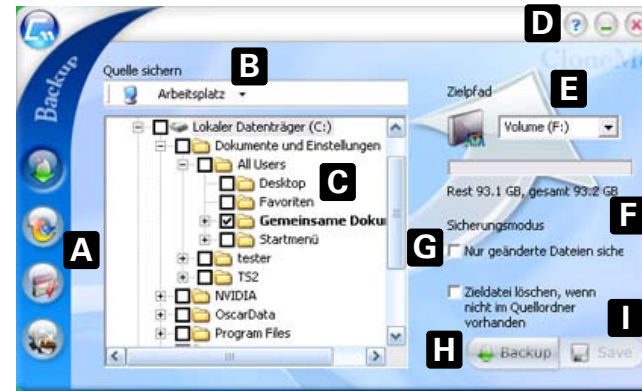 D
?
CloneM
Backup
Quelle sichern
B
Arbeitsplatz
Zielpfad
E
Volume (F:)
Lokaler Datenträger (C:)
Dokumente und Einstellungen
All Users
Desktop
C
Favoriten
Gemeinsame Doku
Startmenü
tester
TS2
NVIDIA
OscarData
Program Files
Rest 93.1 GB, gesamt 93.2 GB
F
Sicherungsmodus
G
Nur geänderte Dateien siche
Zieldatei löschen, wenn
nicht im Quellordner
vorhanden
A
I
H
Backup
Save